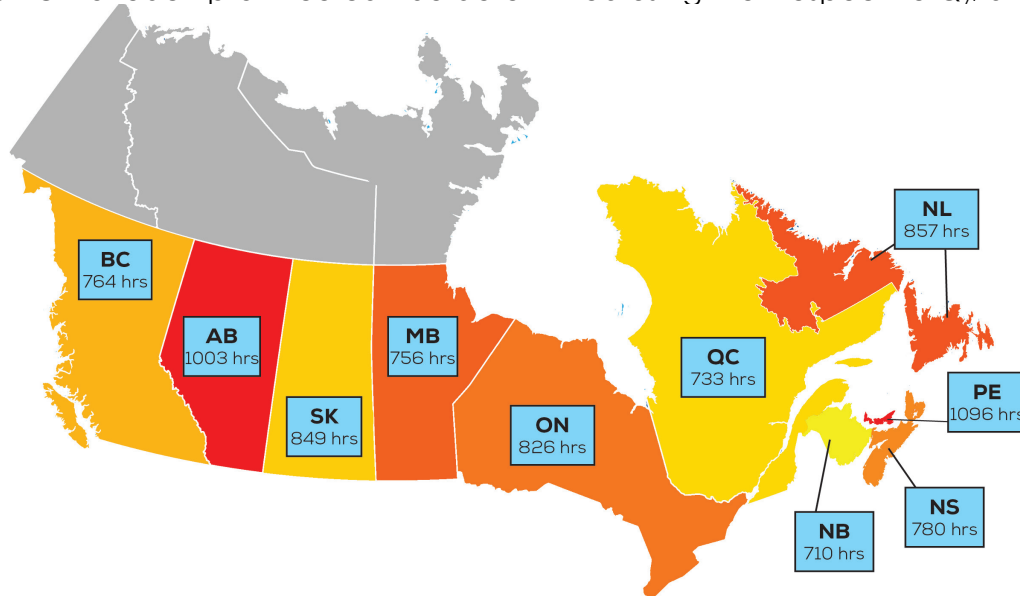 BC
764 hrs
AB
1003 hrs
SK
849 hrs
MB
756 hrs
ON
826 hrs
QC
733 hrs
NL
857 hrs
PE
1096 hrs
NS
780 hrs
NB
710 hrs